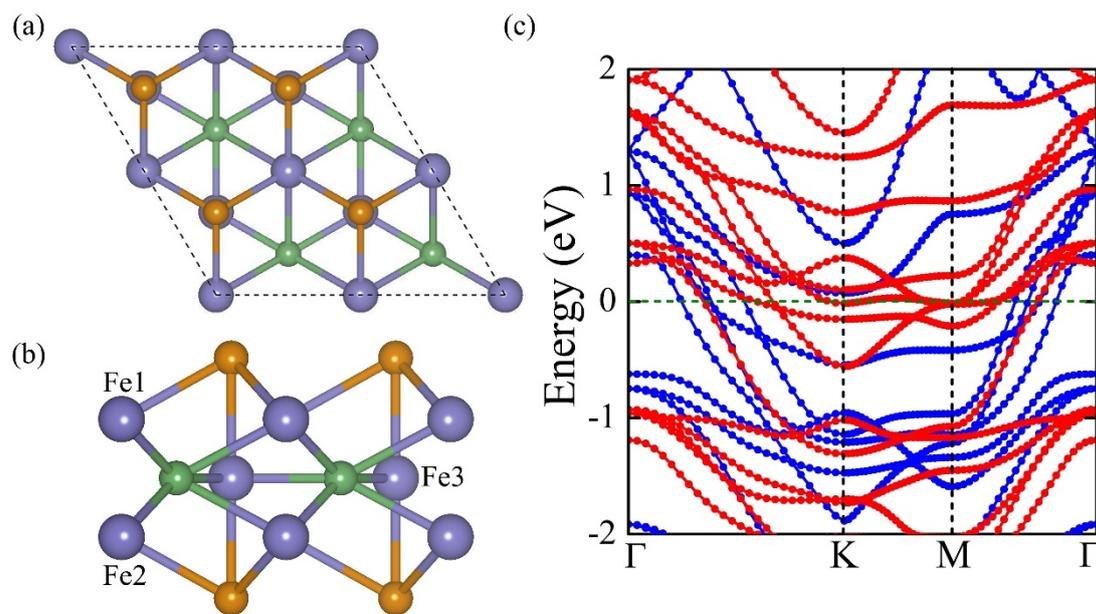 (a)
(b)
Fe1
Fe3
Fe2
(c)
Energy (eV)
2
1
0
-1
-2
Γ K M Γ